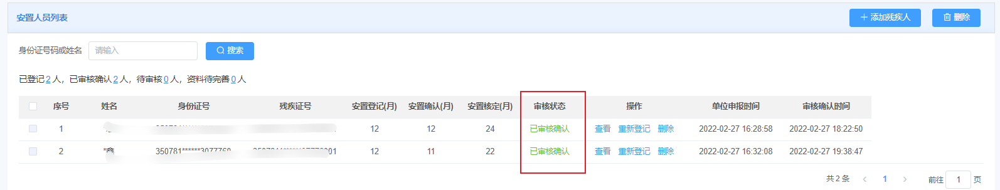 安置人员列表 + 添加残疾人 删除
身份证号码或姓名 请输入 搜索
已登记2人，已审核确认2人，待审核0人，资料待完善0人
序号 姓名 身份证号 残疾证号 安置登记(月) 安置确认(月) 安置核定(月) 审核状态 操作 单位申报时间 审核确认时间
1 12 12 24 已审核确认 查看 重新登记 删除 2022-02-27 16:28:58 2022-02-27 18:22:50
2 12 11 22 已审核确认 查看 重新登记 删除 2022-02-27 16:32:08 2022-02-27 19:38:47
共 2 条 < 1 > 前往 1 页